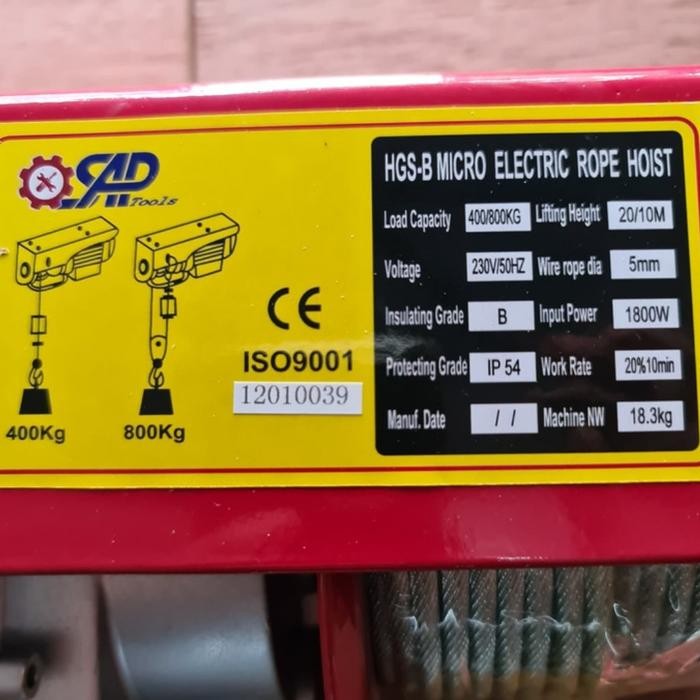 SAD
Tools
400Kg
800Kg
CE
ISO9001
12010039
HGS-B MICRO ELECTRIC ROPE HOIST
Load Capacity 400/800KG Lifting Height 20/10M
Voltage 230V/50HZ Wire rope dia 5mm
Insulating Grade B Input Power 1800W
Protecting Grade IP 54 Work Rate 20%10min
Manuf. Date / / Machine NW 18.3kg